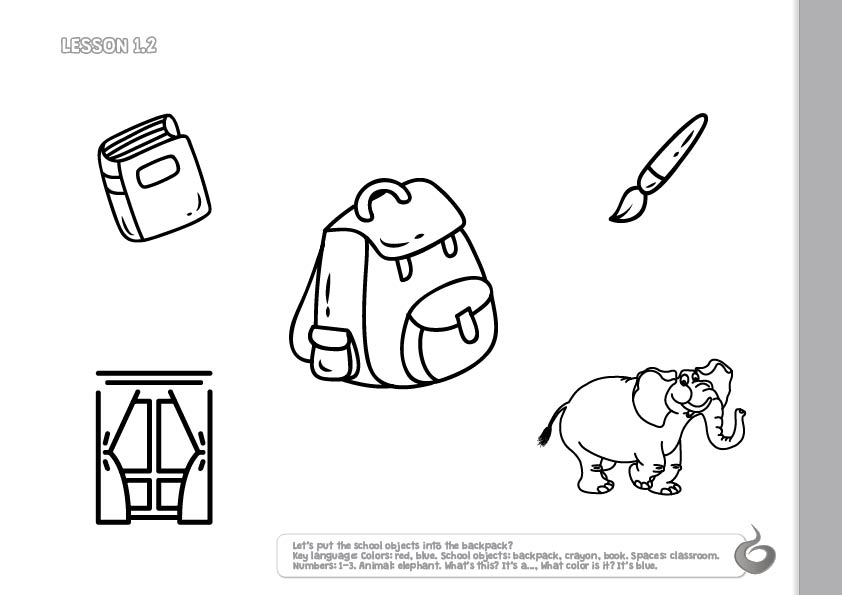 LESSON 1.2
Let's put the school objects into the backpack?
Key language: Colors: red, blue. School objects: backpack, crayon, book. Spaces: classroom.
Numbers: 1-3. Animal: elephant. What's this? It's a..., What color is it? It's blue.